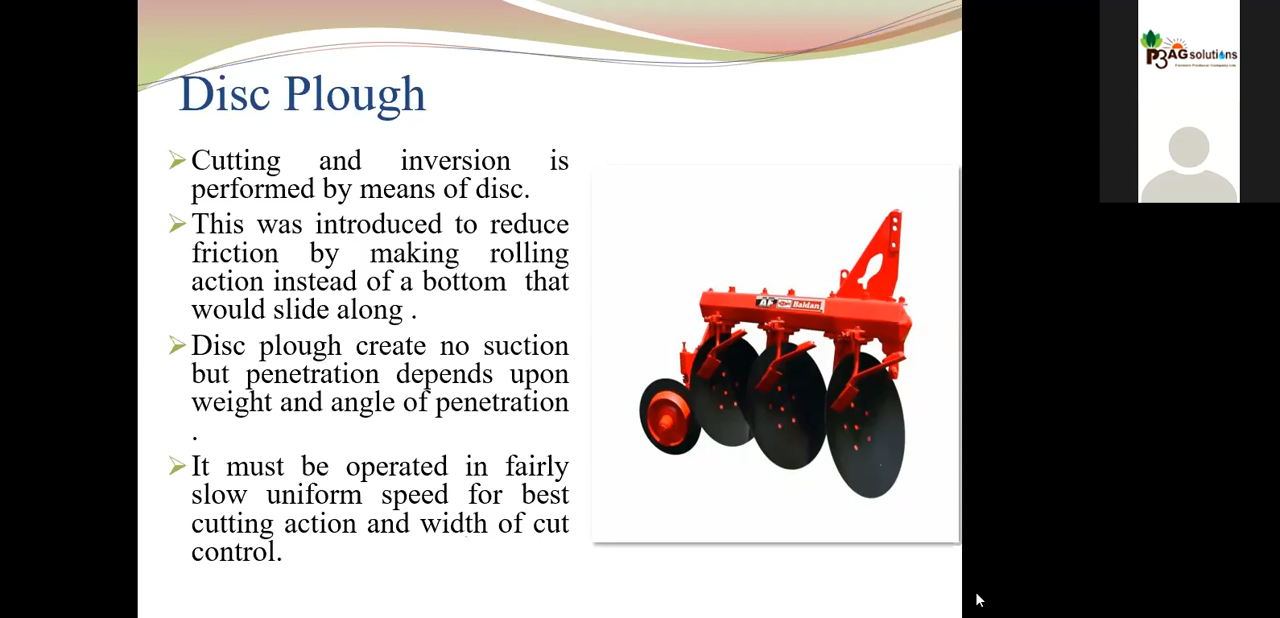 Disc Plough
Cutting and inversion is
performed by means of disc.
This was introduced to reduce
friction by making rolling
action instead of a bottom that
would slide along .
Disc plough create no suction
but penetration depends upon
weight and angle of penetration
.
It must be operated in fairly
slow uniform speed for best
cutting action and width of cut
control.
AF Baldan
P3AGsolutions